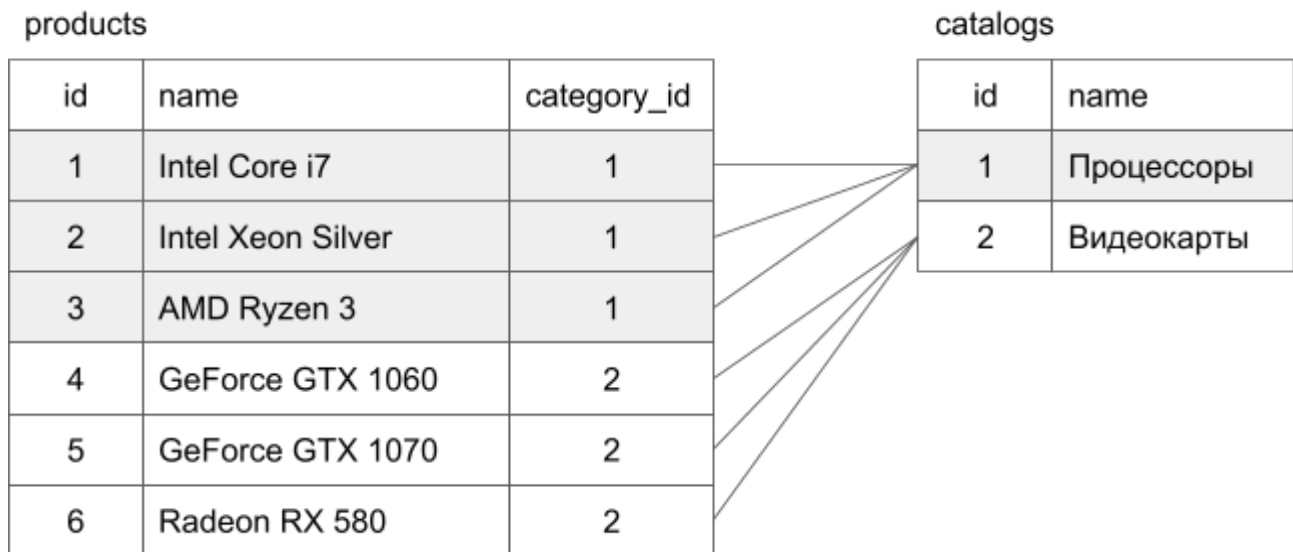 products
catalogs
id name category_id
1 Intel Core i7 1
2 Intel Xeon Silver 1
3 AMD Ryzen 3 1
4 GeForce GTX 1060 2
5 GeForce GTX 1070 2
6 Radeon RX 580 2
id name
1 Процессоры
2 Видеокарты